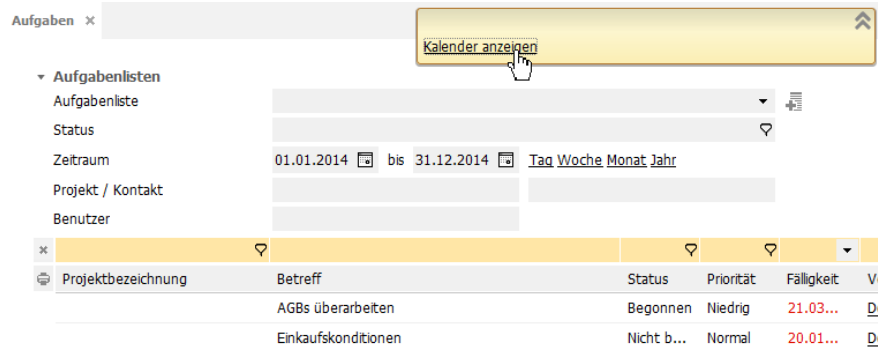 Aufgaben
Kalender anzeigen
Aufgabenlisten
Aufgabenliste
Status
Zeitraum 01.01.2014 bis 31.12.2014 Tag Woche Monat Jahr
Projekt / Kontakt
Benutzer
Projektbezeichnung Betreff Status Priorität Fälligkeit
AGBs überarbeiten Begonnen Niedrig 21.03...
Einkaufskonditionen Nicht b... Normal 20.01...